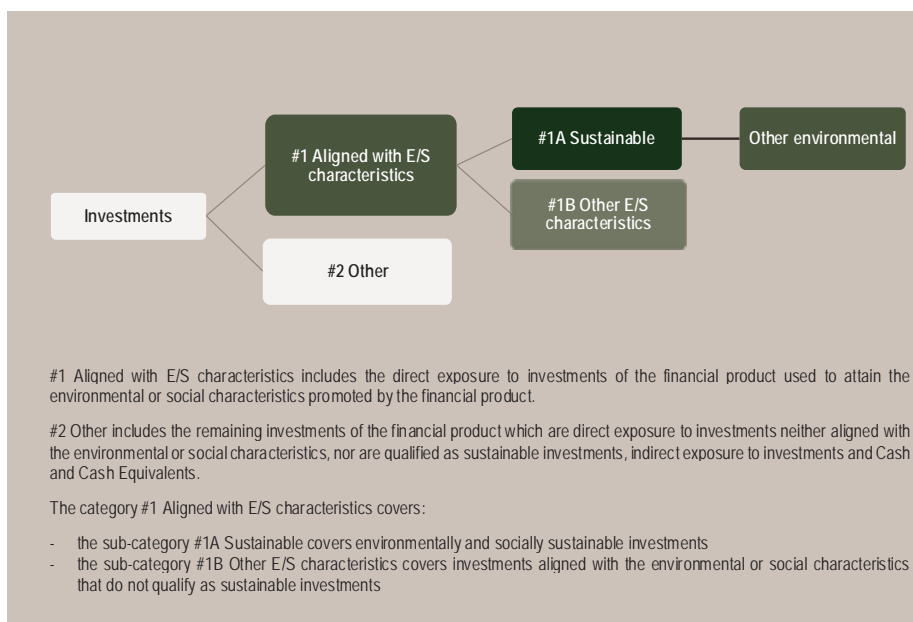 #1 Aligned with E/S
characteristics
#1A Sustainable
Other environmental
Investments
#1B Other E/S
characteristics
#2 Other
#1 Aligned with E/S characteristics includes the direct exposure to investments of the financial product used to attain the
environmental or social characteristics promoted by the financial product.
#2 Other includes the remaining investments of the financial product which are direct exposure to investments neither aligned with
the environmental or social characteristics, nor are qualified as sustainable investments, indirect exposure to investments and Cash
and Cash Equivalents.
The category #1 Aligned with E/S characteristics covers:
- the sub-category #1A Sustainable covers environmentally and socially sustainable investments
- the sub-category #1B Other E/S characteristics covers investments aligned with the environmental or social characteristics
that do not qualify as sustainable investments